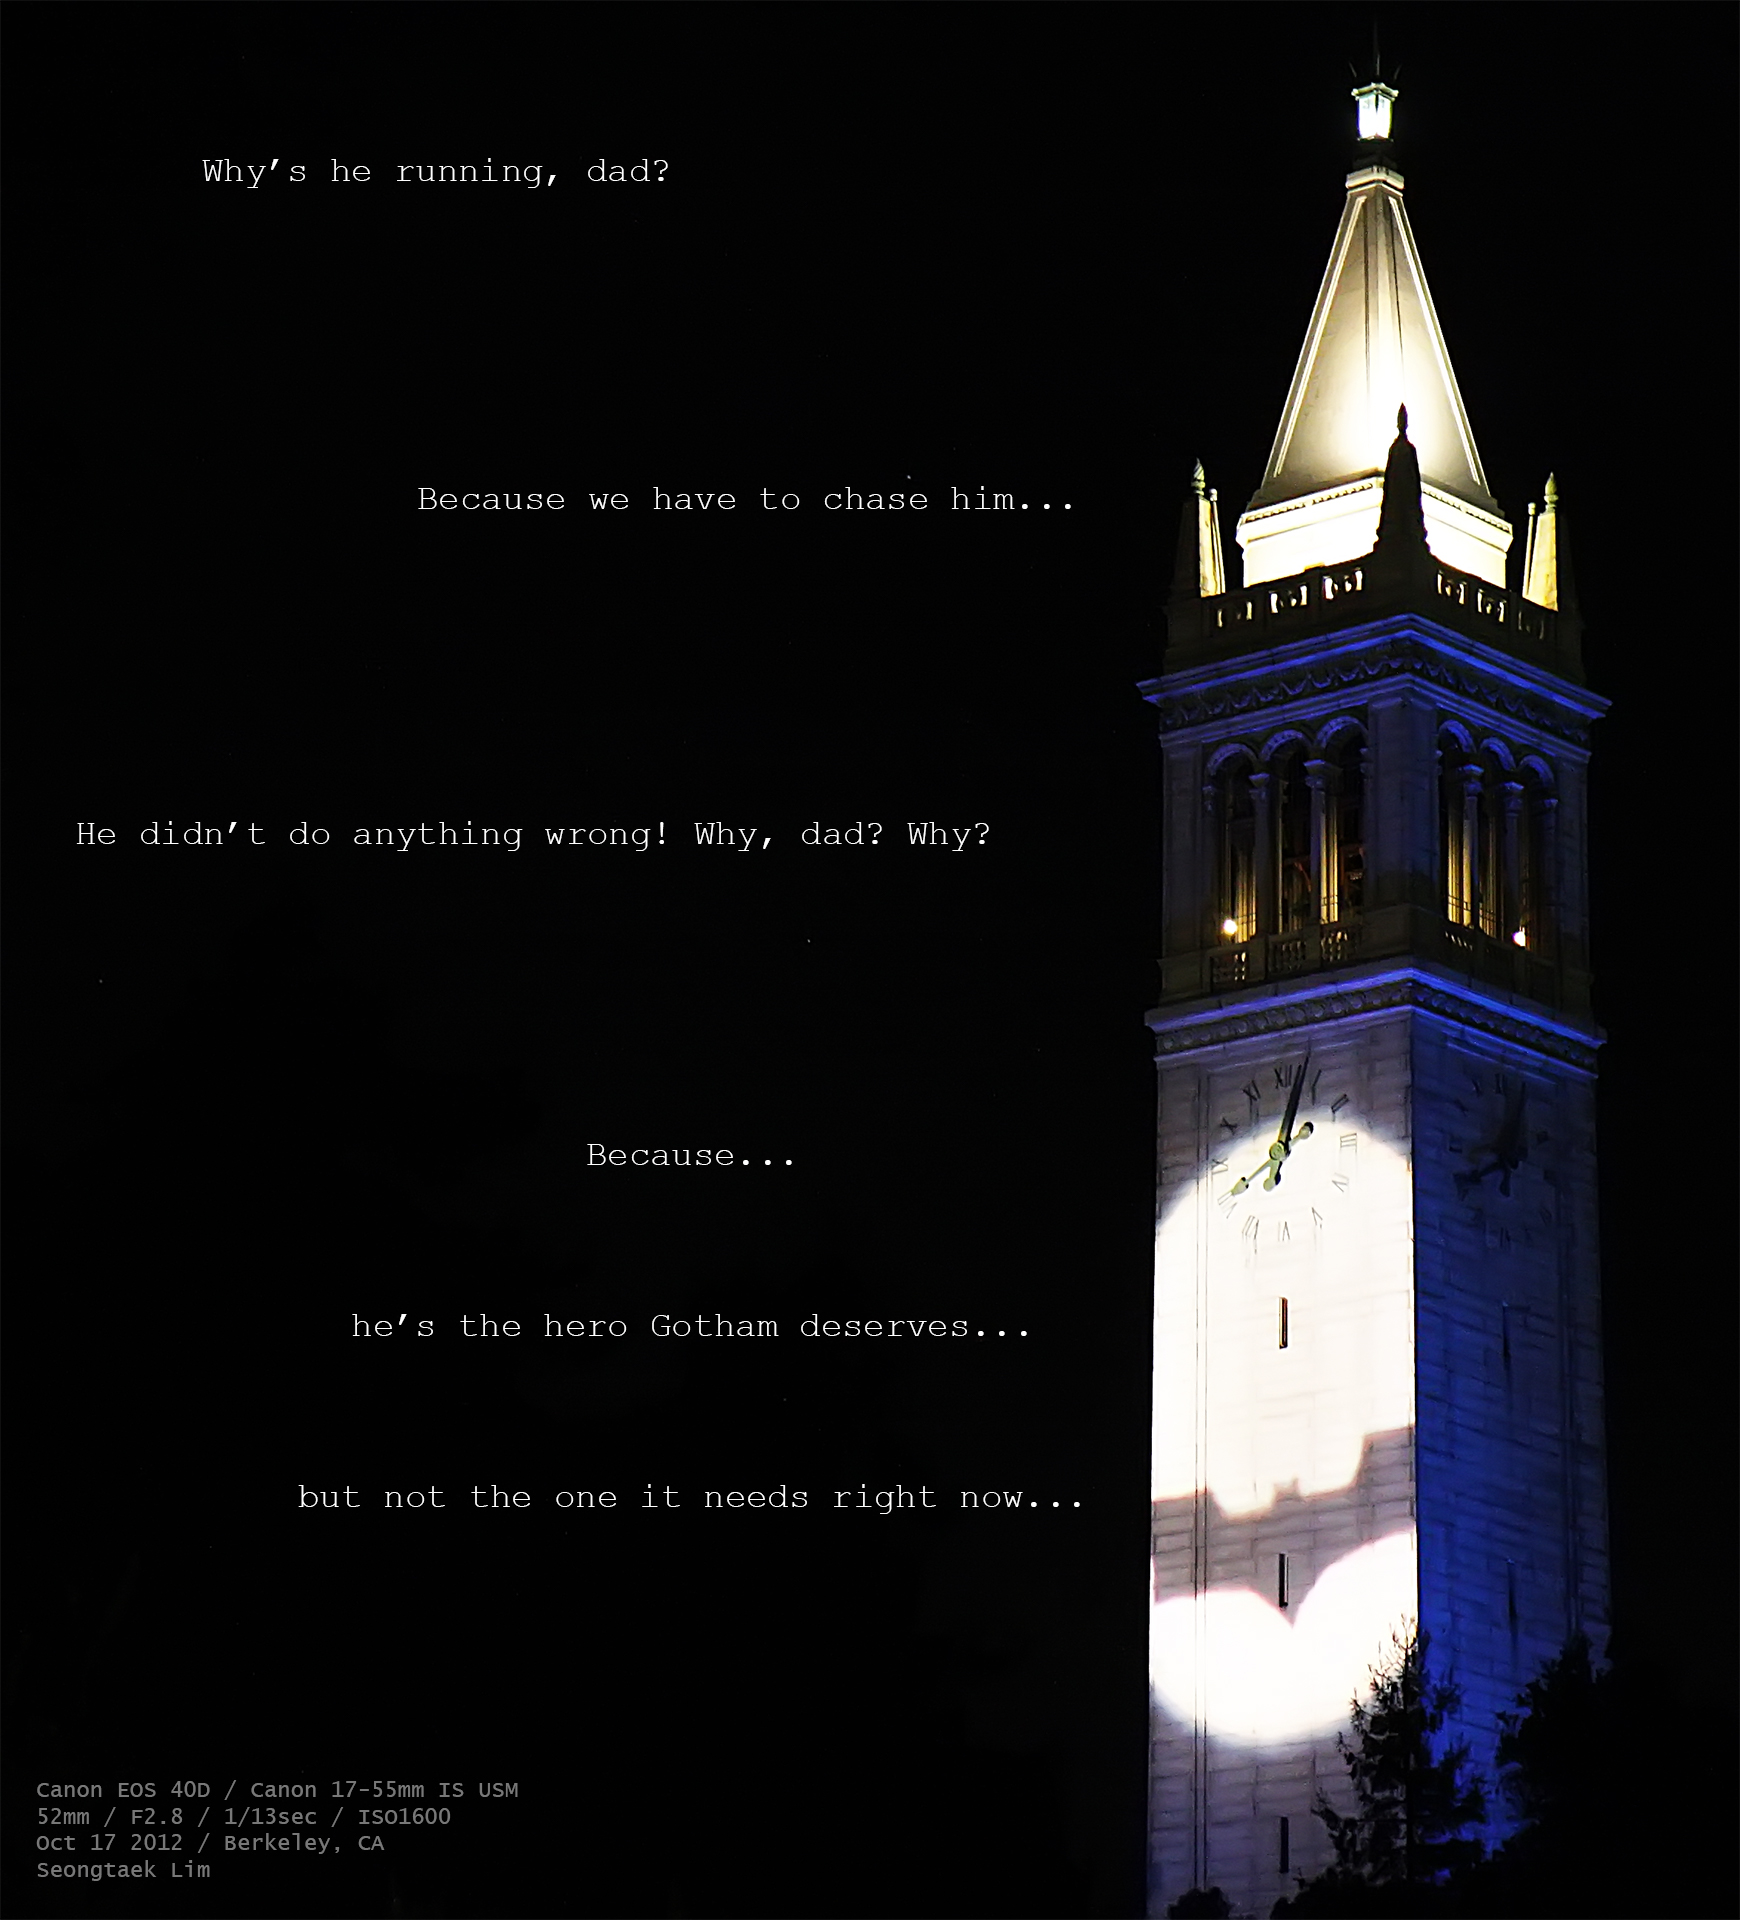 Why’s he running, dad?
Because we have to chase him...
He didn’t do anything wrong! Why, dad? Why?
Because...
he’s the hero Gotham deserves...
but not the one it needs right now...
Canon EOS 40D / Canon 17-55mm IS USM
52mm / F2.8 / 1/13sec / ISO1600
Oct 17 2012 / Berkeley, CA
Seongtaek Lim